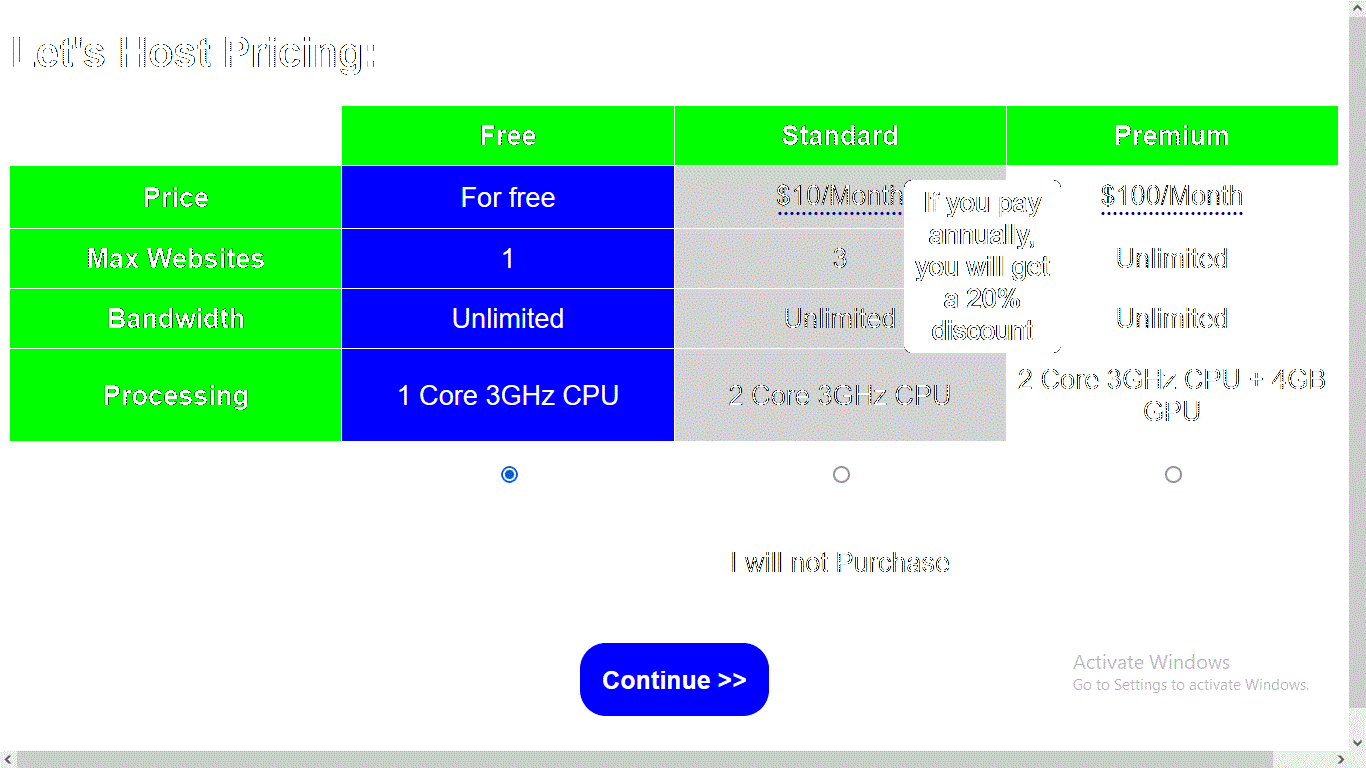 Let's Host Pricing:
Free Standard Premium
Price For free $10/Month $100/Month
If you pay
annually,
you will get
a 20%
discount
Max Websites 1 3 Unlimited
Bandwidth Unlimited Unlimited Unlimited
Processing 1 Core 3GHz CPU 2 Core 3GHz CPU 2 Core 3GHz CPU + 4GB
GPU
I will not Purchase
Continue >>
Activate Windows
Go to Settings to activate Windows.